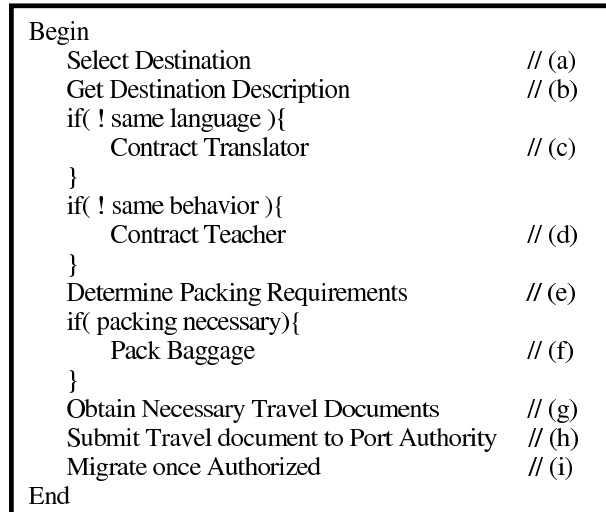 Begin
Select Destination // (a)
Get Destination Description // (b)
if( ! same language ){
Contract Translator // (c)
}
if( ! same behavior ){
Contract Teacher // (d)
}
Determine Packing Requirements // (e)
if( packing necessary){
Pack Baggage // (f)
}
Obtain Necessary Travel Documents // (g)
Submit Travel document to Port Authority // (h)
Migrate once Authorized // (i)
End